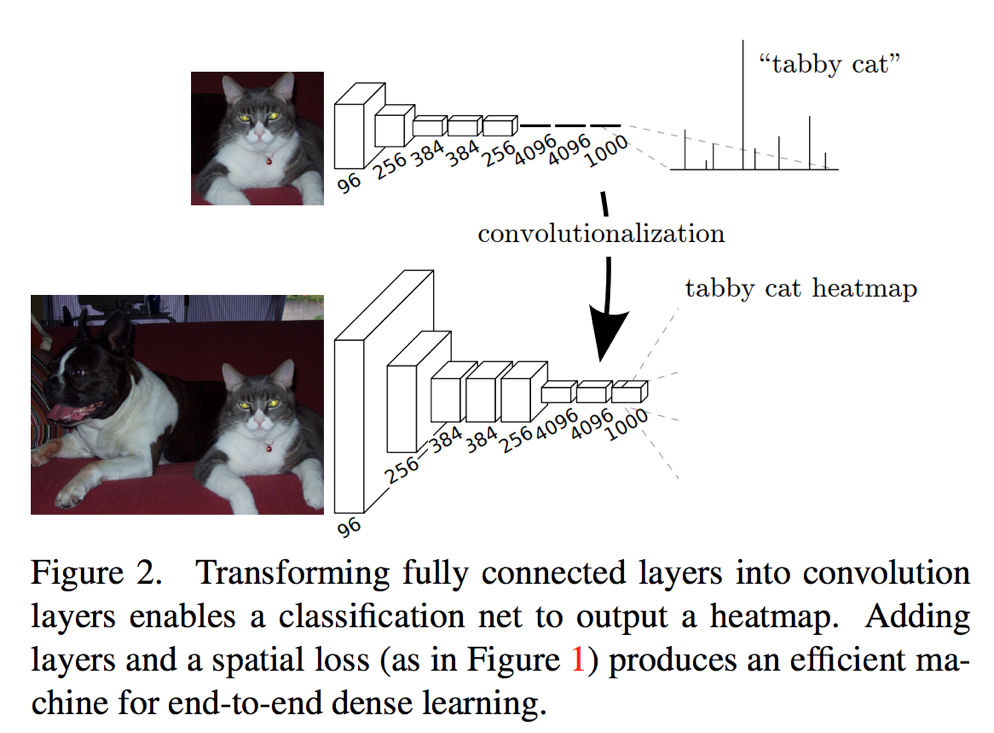 “tabby cat”
96
256
384
384
256
4096
4096
1000
convolutionalization
tabby cat heatmap
96
256
384
384
256
4096
4096
1000
Figure 2. Transforming fully connected layers into convolution
layers enables a classification net to output a heatmap. Adding
layers and a spatial loss (as in Figure 1) produces an efficient ma-
chine for end-to-end dense learning.